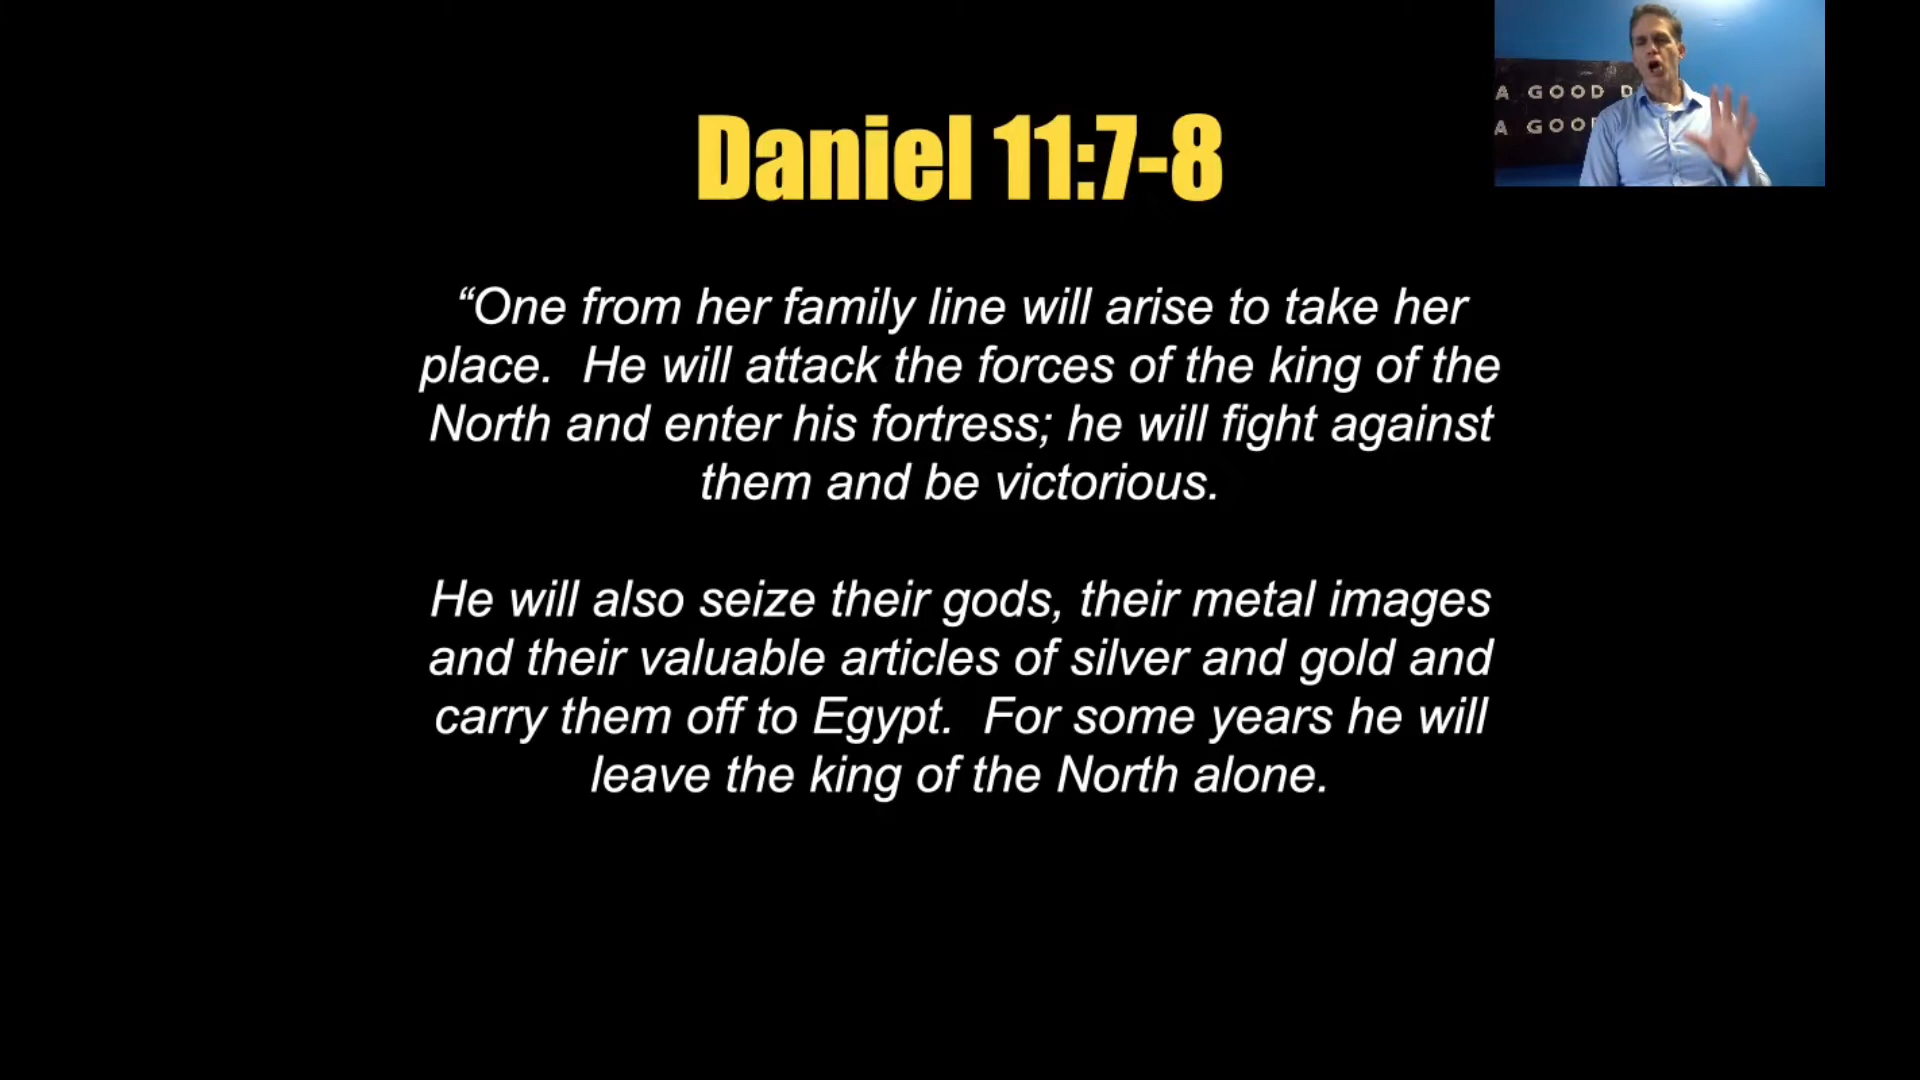 Daniel 11:7-8
“One from her family line will arise to take her
place.  He will attack the forces of the king of the
North and enter his fortress; he will fight against
them and be victorious.
He will also seize their gods, their metal images
and their valuable articles of silver and gold and
carry them off to Egypt.  For some years he will
leave the king of the North alone.
A GOOD D
A GOOD